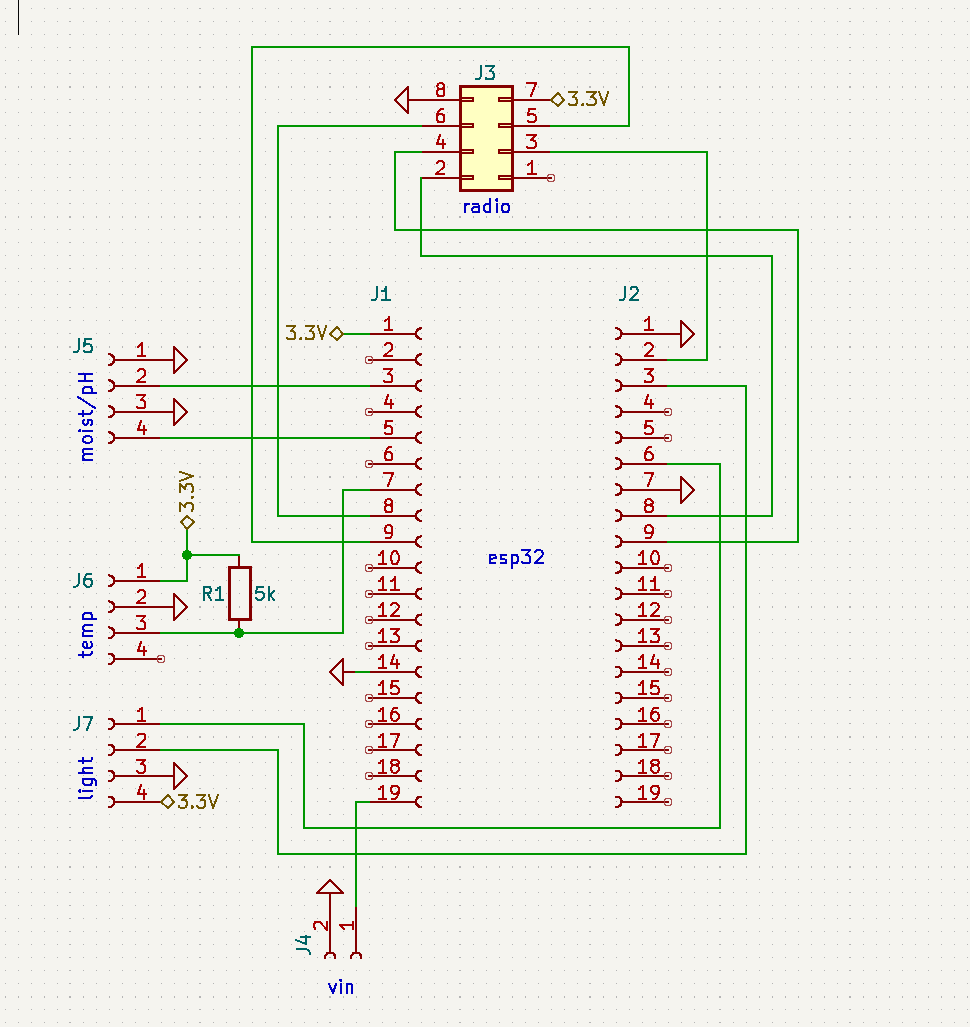 J3
8 7 3.3V
6 5
4 3
2 1
radio
J1 J2
3.3V 1 1
2 2
3 3
4 4
5 5
6 6
7 7
8 8
9 9
10 10
11 11
12 12
13 13
14 14
15 15
16 16
17 17
18 18
19 19
esp32
J5
1
2
3
4
moist/pH
3.3V
J6
1
2
3
4
temp
R1 5k
J7
1
2
3
4 3.3V
light
J4
2 1
vin